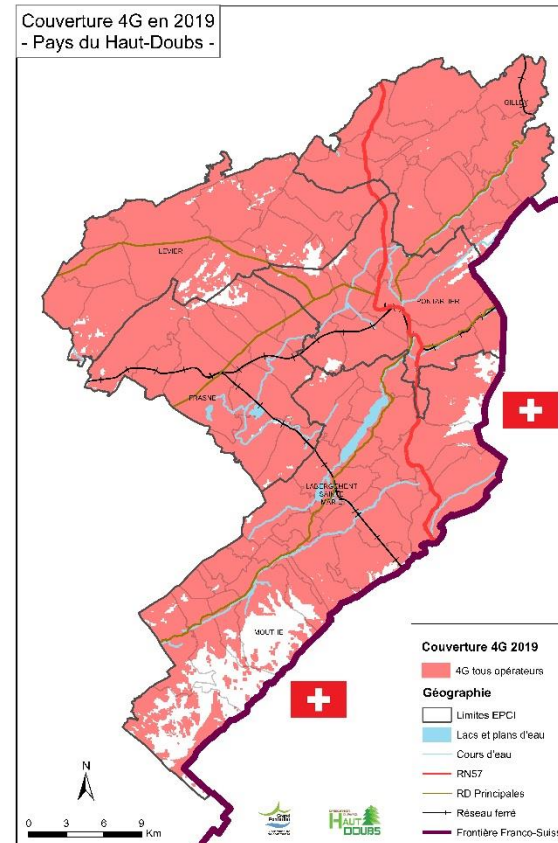 Couverture 4G en 2019
- Pays du Haut-Doubs -
GILLEY
LEVIER
PONTARLIER
FRASNE
LABERGEMENT
SAINTE
MARIE
MOUTHE
Couverture 4G 2019
4G tous opérateurs
Géographie
Limites EPCI
Lacs et plans d'eau
Cours d'eau
RN57
RD Principales
Réseau ferré
Frontière Franco-Suiss
N
0 3 6 9
Km
HAUT
DOUBS